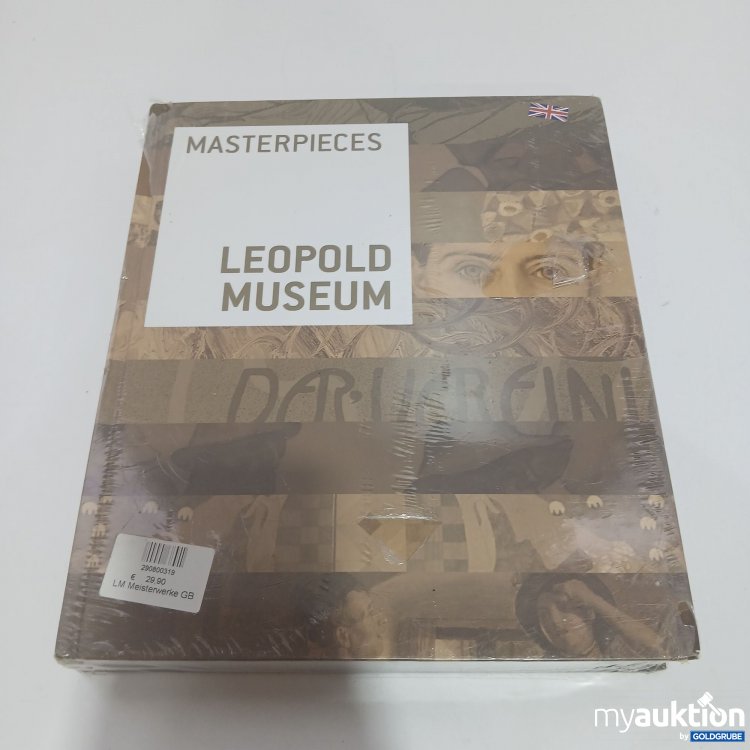 MASTERPIECES
LEOPOLD
MUSEUM
290800319
€ 29,90
LM Meisterwerke GB
myauktion
by GOLDGRUBE